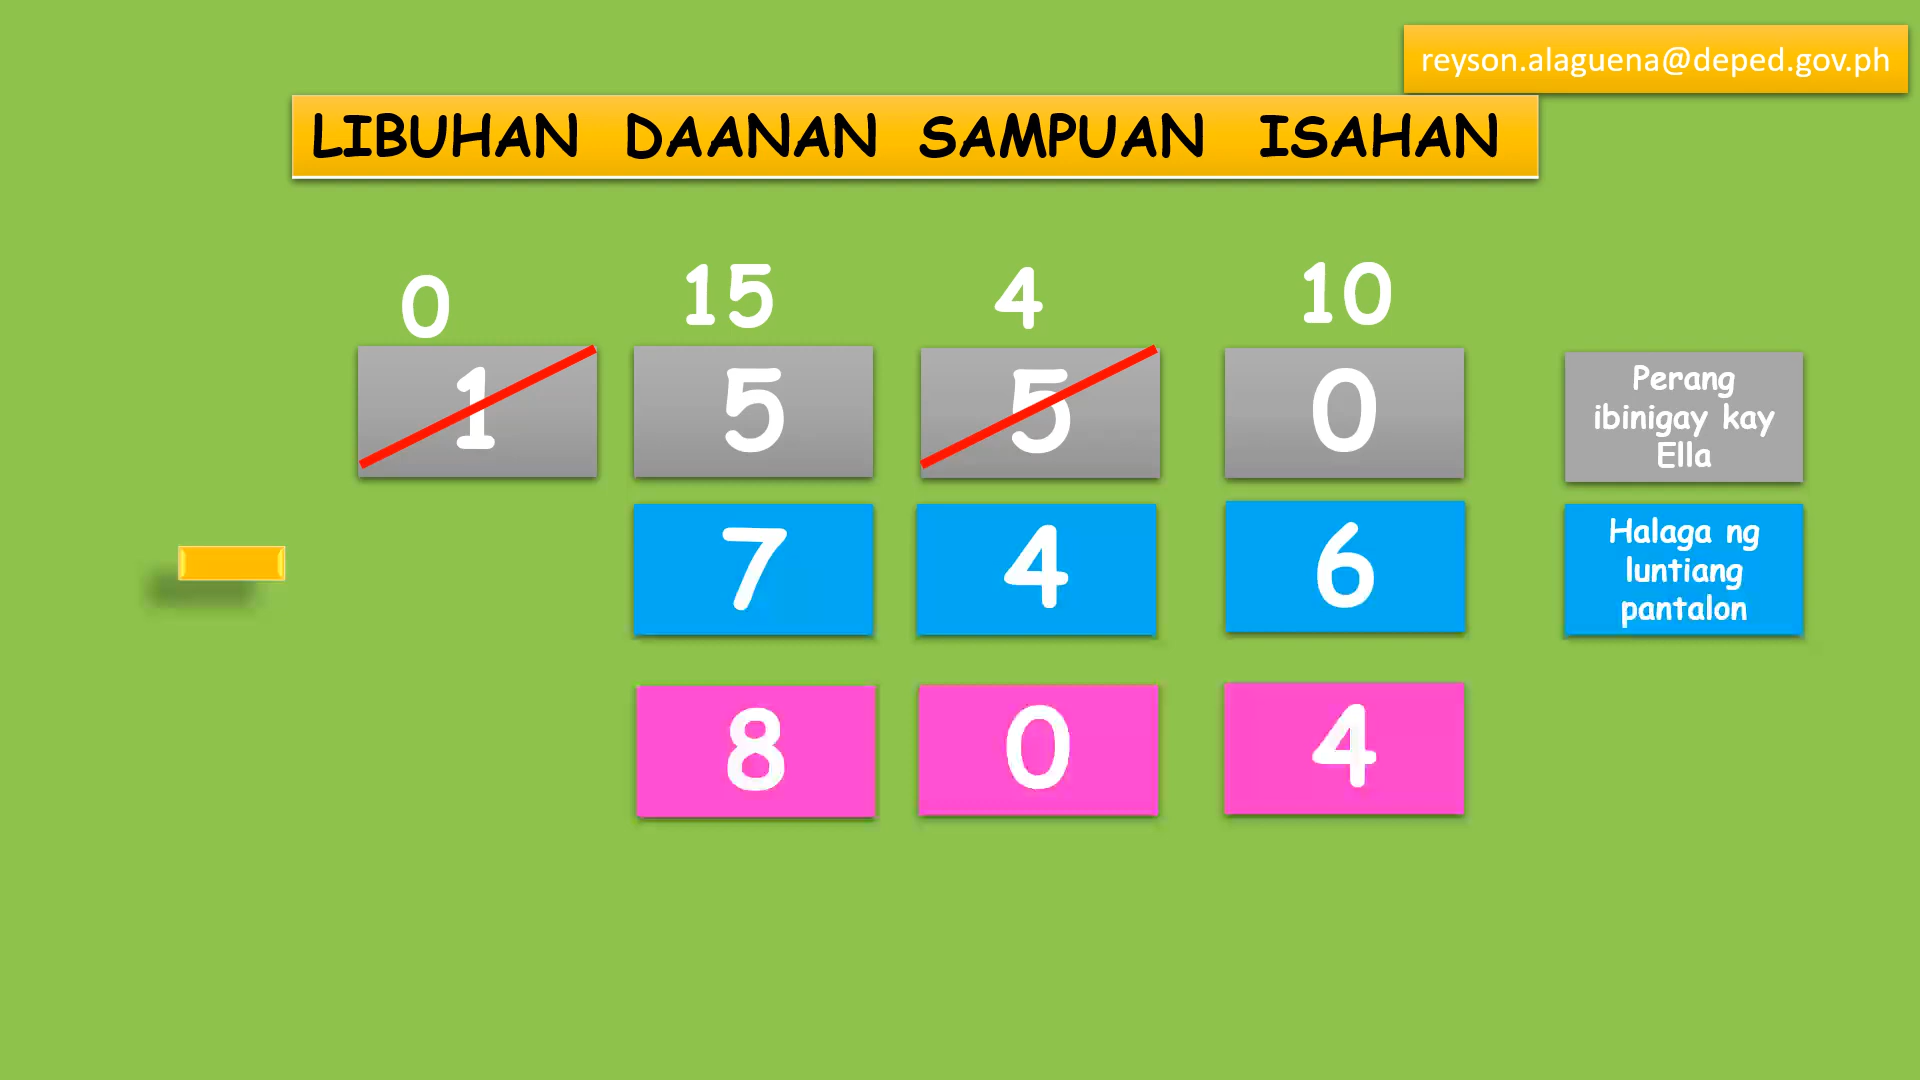 reyson.alaguena@deped.gov.ph
LIBUHAN DAANAN SAMPUAN ISAHAN
0 15 4 10
1 5 5 0
Perang
ibinigay kay
Ella
7 4 6
Halaga ng
luntiang
pantalon
8 0 4